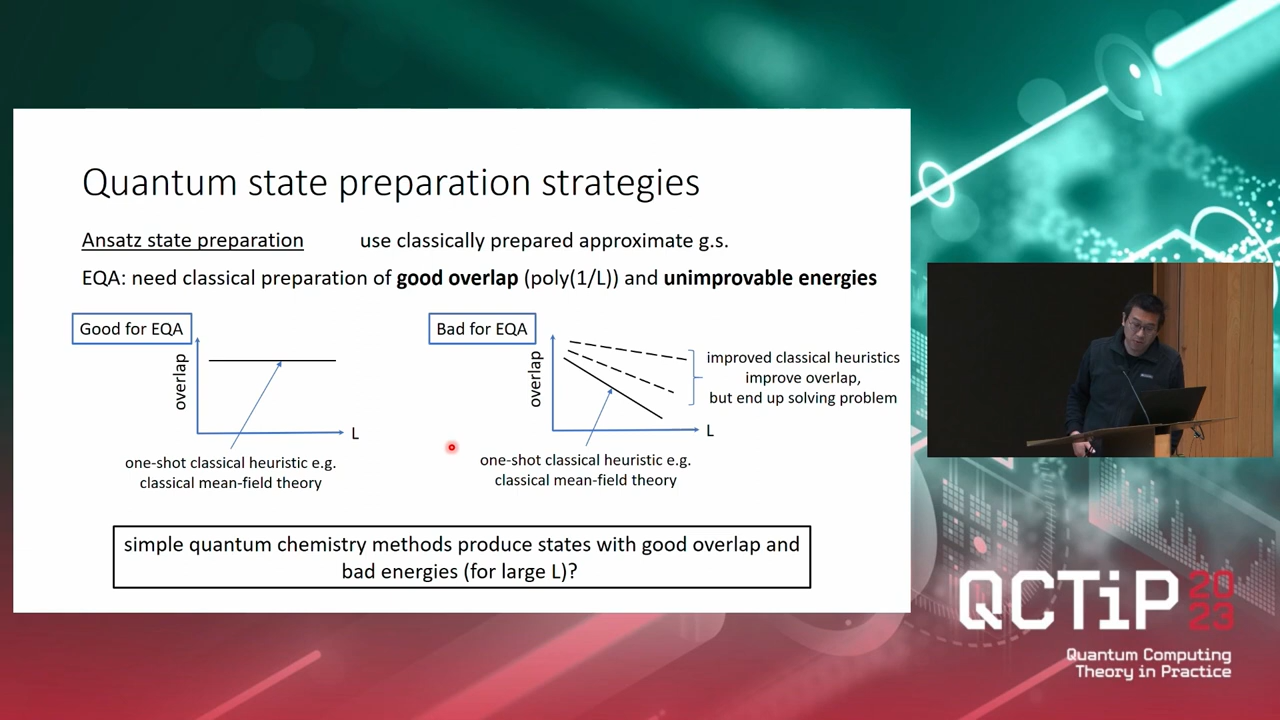 Quantum state preparation strategies
Ansatz state preparation use classically prepared approximate g.s.
EQA: need classical preparation of good overlap (poly(1/L)) and unimprovable energies
Good for EQA
overlap
L
one-shot classical heuristic e.g.
classical mean-field theory
Bad for EQA
overlap
L
improved classical heuristics
improve overlap,
but end up solving problem
one-shot classical heuristic e.g.
classical mean-field theory
simple quantum chemistry methods produce states with good overlap and
bad energies (for large L)?
QCTiP 20
23
Quantum Computing
Theory in Practice